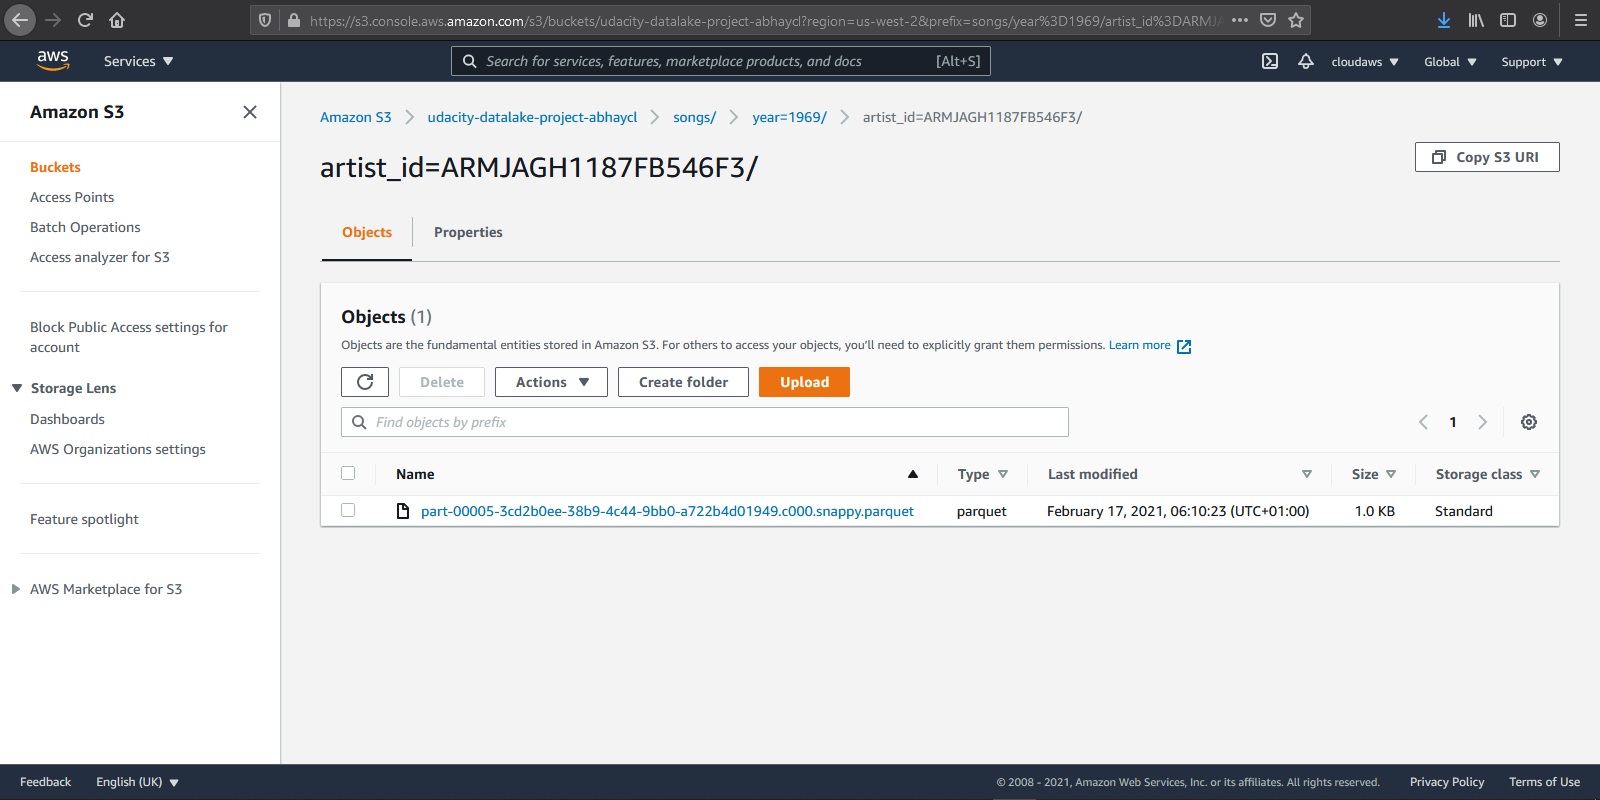 https://s3.console.aws.amazon.com/s3/buckets/udacity-datalake-project-abhaycl?region=us-west-2&prefix=songs/year%3D1969/artist_id%3DARMJA
aws Services Search for services, features, marketplace products, and docs [Alt+S] cloudaws Global Support
Amazon S3
Buckets
Access Points
Batch Operations
Access analyzer for S3
Block Public Access settings for
account
Storage Lens
Dashboards
AWS Organizations settings
Feature spotlight
AWS Marketplace for S3
Amazon S3 udacity-datalake-project-abhaycl songs/ year=1969/ artist_id=ARMJAGH1187FB546F3/
artist_id=ARMJAGH1187FB546F3/
Copy S3 URI
Objects Properties
Objects (1)
Objects are the fundamental entities stored in Amazon S3. For others to access your objects, you'll need to explicitly grant them permissions. Learn more
Delete Actions Create folder Upload
Find objects by prefix 1
Name Type Last modified Size Storage class
part-00005-3cd2b0ee-38b9-4c44-9bb0-a722b4d01949.c000.snappy.parquet parquet February 17, 2021, 06:10:23 (UTC+01:00) 1.0 KB Standard
Feedback English (UK) © 2008 - 2021, Amazon Web Services, Inc. or its affiliates. All rights reserved. Privacy Policy Terms of Use